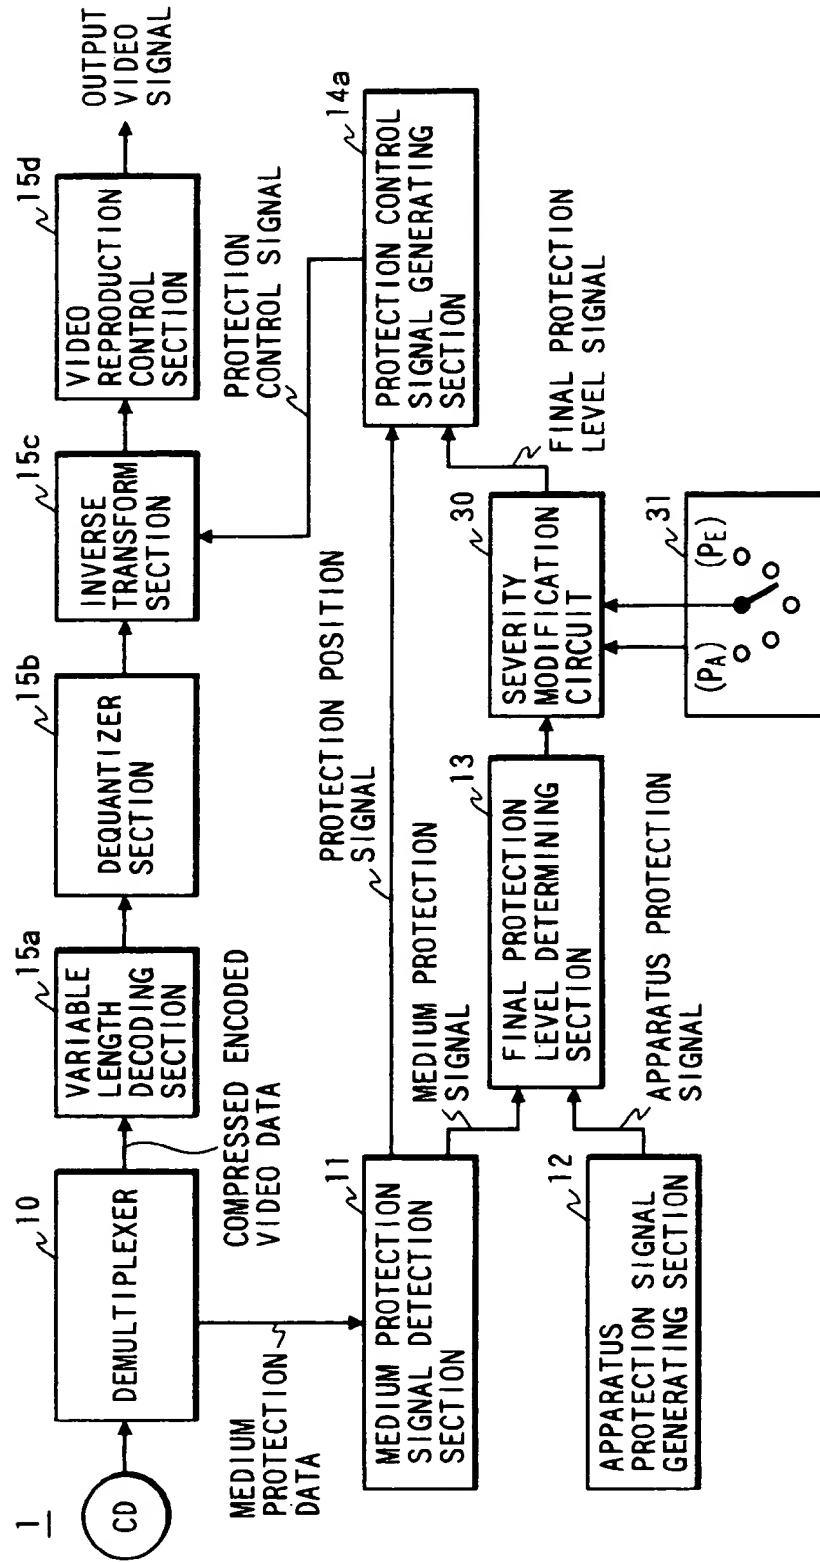 1
CD
10
DEMULTIPLEXER
COMPRESSED ENCODED
VIDEO DATA
15a
VARIABLE
LENGTH
DECODING
SECTION
15b
DEQUANTIZER
SECTION
15c
INVERSE
TRANSFORM
SECTION
15d
VIDEO
REPRODUCTION
CONTROL
SECTION
OUTPUT
VIDEO
SIGNAL
MEDIUM
PROTECTION
DATA
PROTECTION POSITION
SIGNAL
PROTECTION
CONTROL SIGNAL
11
MEDIUM PROTECTION
SIGNAL DETECTION
SECTION
MEDIUM PROTECTION
SIGNAL
14a
PROTECTION CONTROL
SIGNAL GENERATING
SECTION
13
FINAL PROTECTION
LEVEL DETERMINING
SECTION
30
SEVERITY
MODIFICATION
CIRCUIT
FINAL PROTECTION
LEVEL SIGNAL
12
APPARATUS
PROTECTION SIGNAL
GENERATING SECTION
APPARATUS PROTECTION
SIGNAL
31
(PA)
(PE)